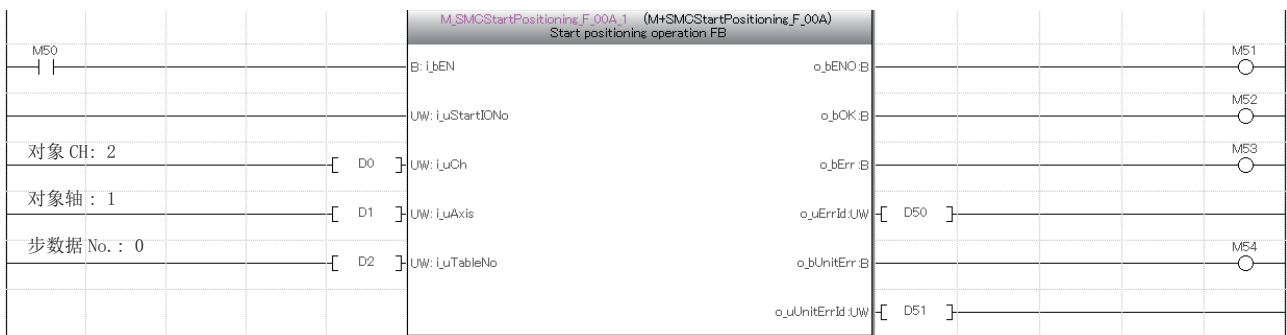 M_SMCStartPositioning_F_00A_1 (M+SMCStartPositioning_F_00A)
Start positioning operation FB
M50
B: i_bEN
o_bENO:B
M51
UW: i_uStartIONo
o_bOK:B
M52
对象 CH: 2
[ D0 ]
UW: i_uCh
o_bErr:B
M53
对象轴: 1
[ D1 ]
UW: i_uAxis
o_uErrId:UW
[ D50 ]
步数据 No.: 0
[ D2 ]
UW: i_uTableNo
o_bUnitErr:B
M54
o_uUnitErrId:UW
[ D51 ]